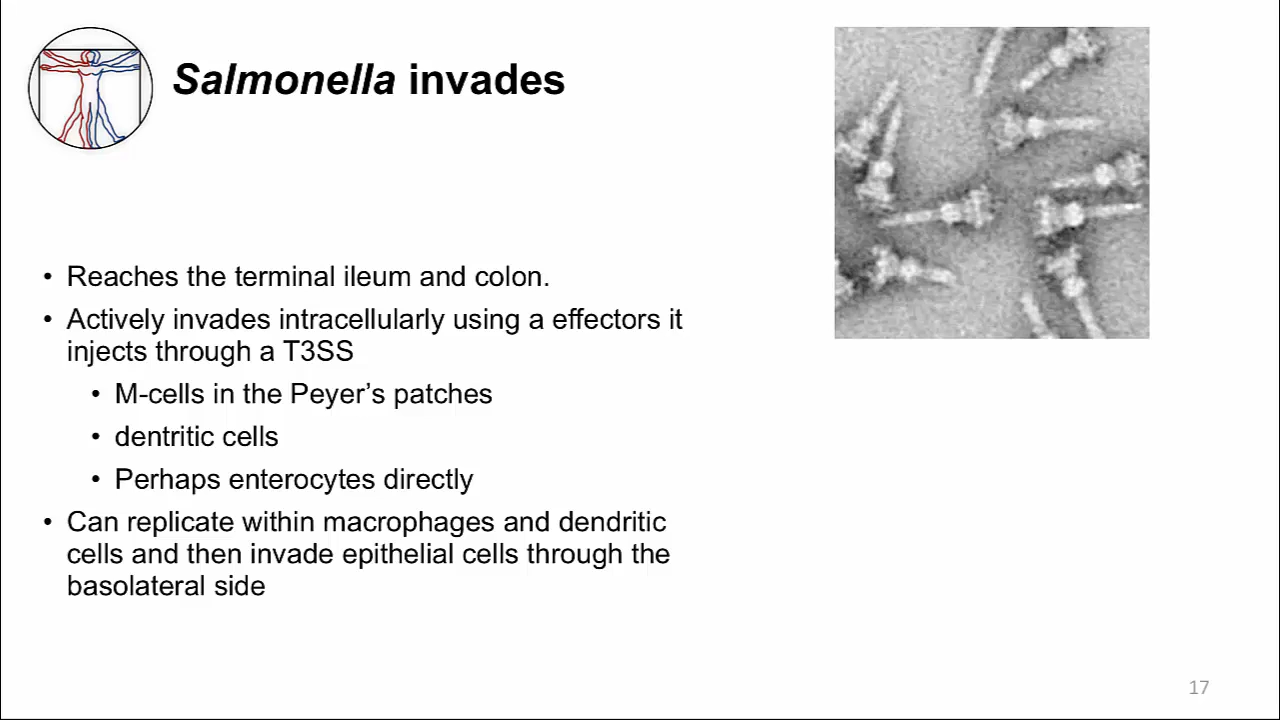 Salmonella invades
• Reaches the terminal ileum and colon.
• Actively invades intracellularly using a effectors it
injects through a T3SS
• M-cells in the Peyer’s patches
• dentritic cells
• Perhaps enterocytes directly
• Can replicate within macrophages and dendritic
cells and then invade epithelial cells through the
basolateral side
17